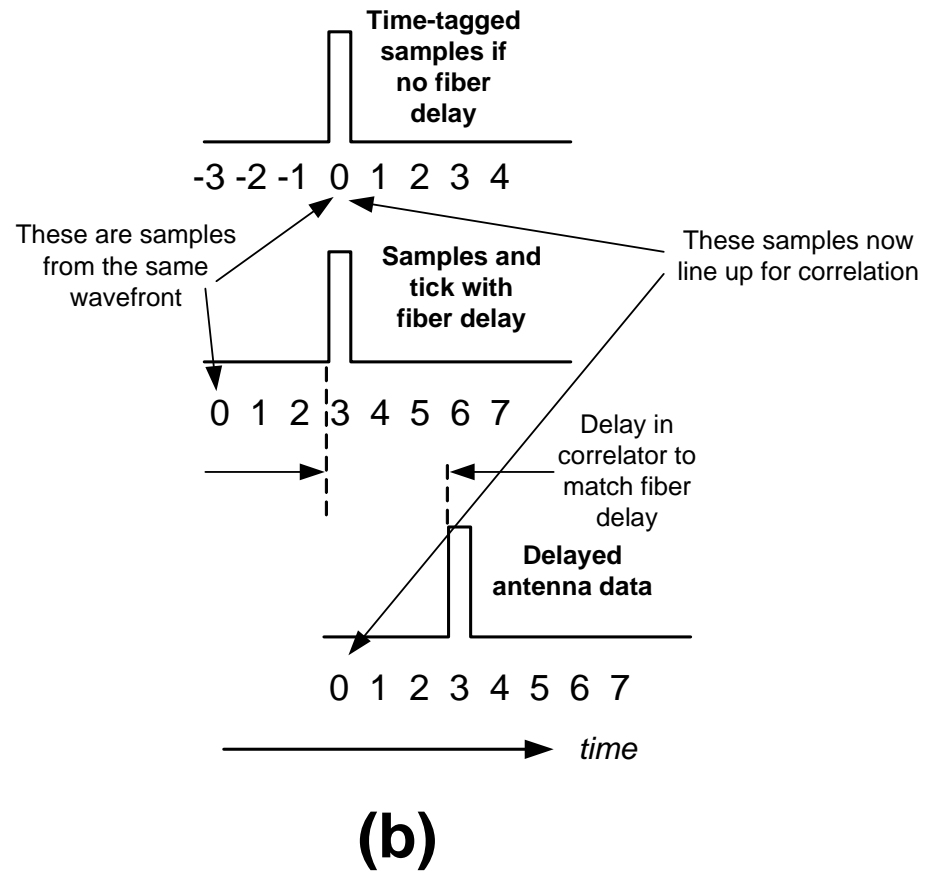 Time-tagged
samples if
no fiber
delay
-3 -2 -1 0 1 2 3 4
These are samples
from the same
wavefront
These samples now
line up for correlation
Samples and
tick with
fiber delay
0 1 2 3 4 5 6 7
Delay in
correlator to
match fiber
delay
Delayed
antenna data
0 1 2 3 4 5 6 7
time
(b)